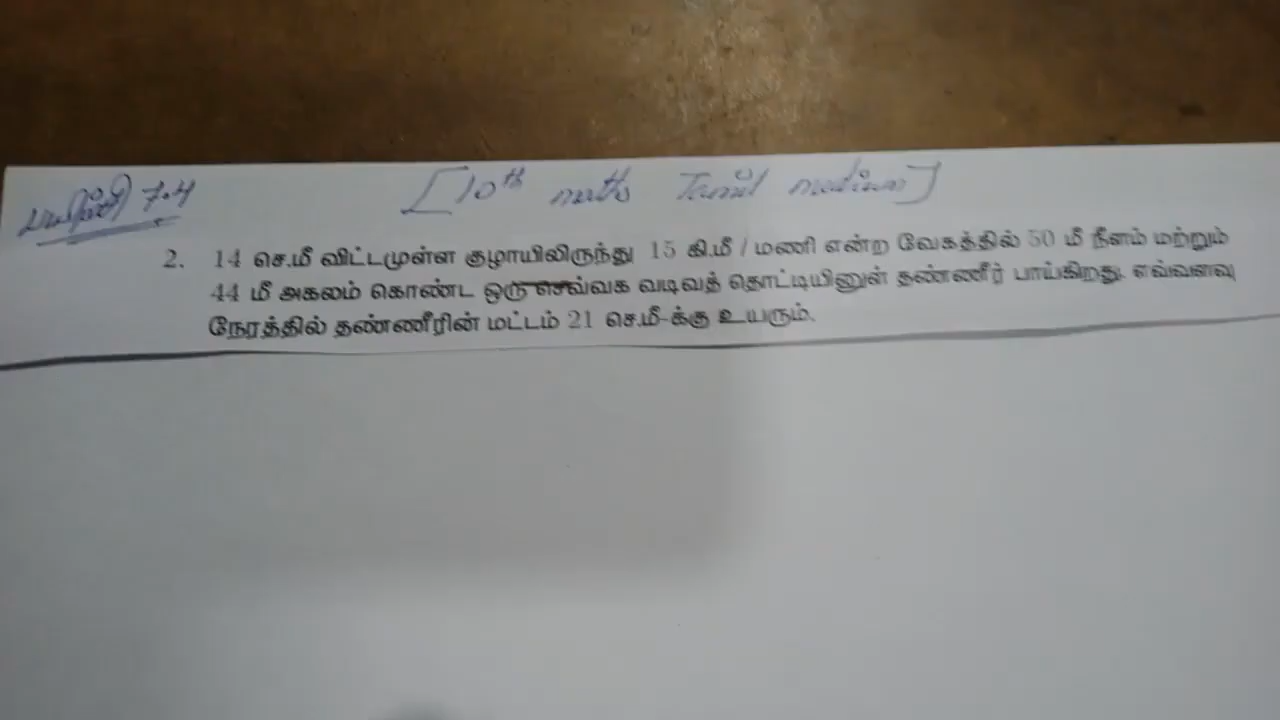 பயிற்சி 7.4
[10th maths Tamil medium]
2. 14 செ.மீ விட்டமுள்ள குழாயிலிருந்து 15 கி.மீ / மணி என்ற வேகத்தில் 50 மீ நீளம் மற்றும்
44 மீ அகலம் கொண்ட ஒரு செவ்வக வடிவத் தொட்டியினுள் தண்ணீர் பாய்கிறது. எவ்வளவு
நேரத்தில் தண்ணீரின் மட்டம் 21 செ.மீ-க்கு உயரும்.